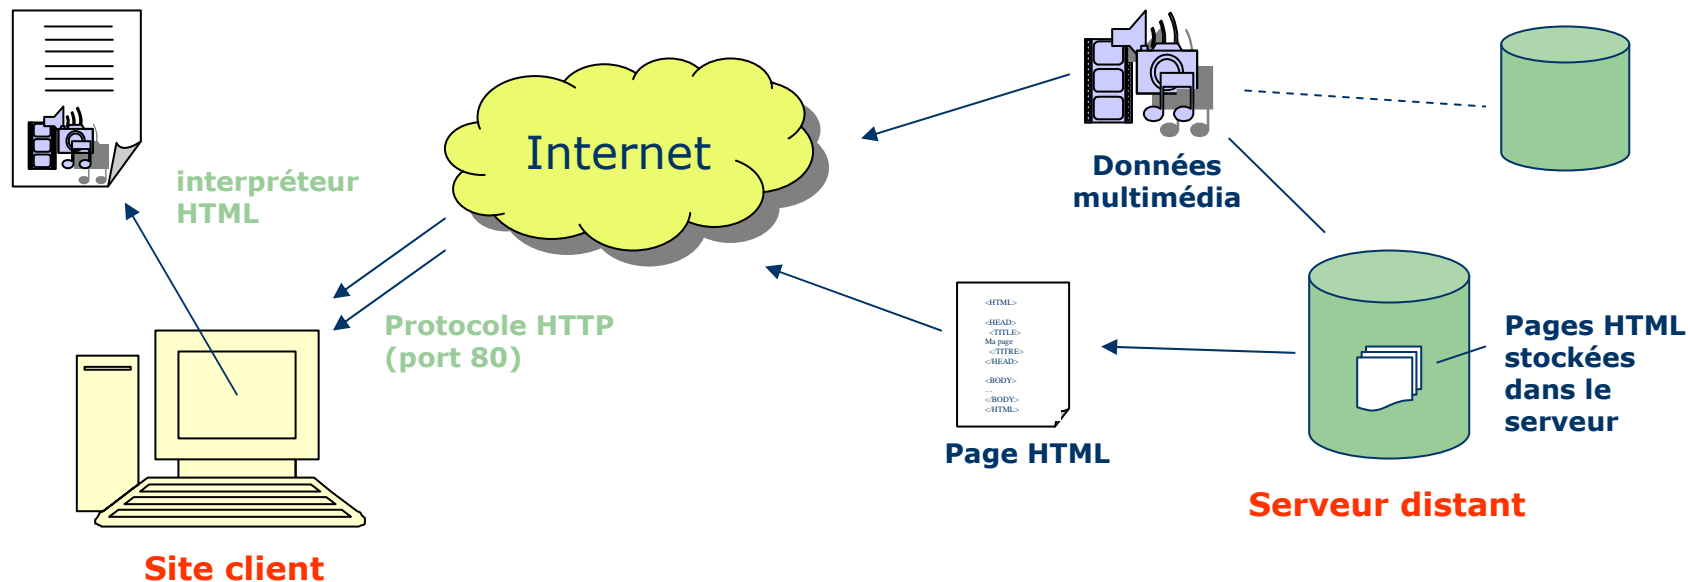 Internet
interpréteur
HTML
Données
multimédia
Protocole HTTP
(port 80)
<HTML>
<HEAD>
<TITLE>
Ma page
</TITRE>
</HEAD>
<BODY>
...
</BODY>
</HTML>
Page HTML
Pages HTML
stockées
dans le
serveur
Serveur distant
Site client